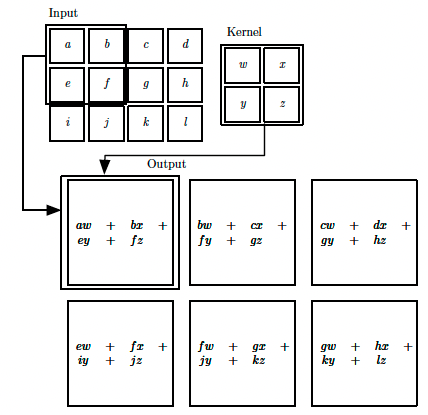 Input
Kernel
a b c d
w x
e f g h
y z
i j k l
Output
aw + bx +
ey + fz
bw + cx +
fy + gz
cw + dx +
gy + hz
ew + fx +
iy + jz
fw + gx +
jy + kz
gw + hx +
ky + lz